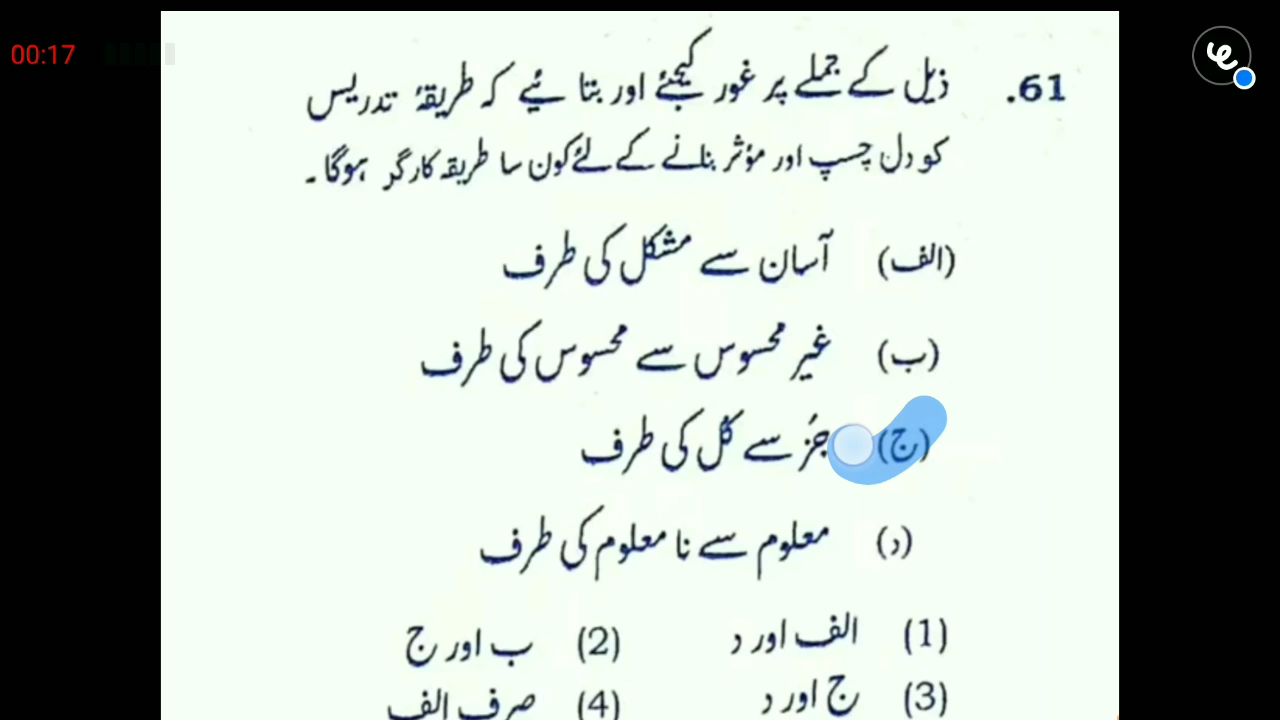 00:17
61. ذیل کے جملے پر غور کیجئے اور بتائیے کہ طریقۂ تدریس
کو دل چسپ اور مؤثر بنانے کے لئے کون سا طریقہ کارگر ہوگا۔
(الف) آسان سے مشکل کی طرف
(ب) غیر محسوس سے محسوس کی طرف
(ج) جُز سے کُل کی طرف
(د) معلوم سے نا معلوم کی طرف
(1) الف اور د (2) ب اور ج
(3) ج اور د (4) صرف الف